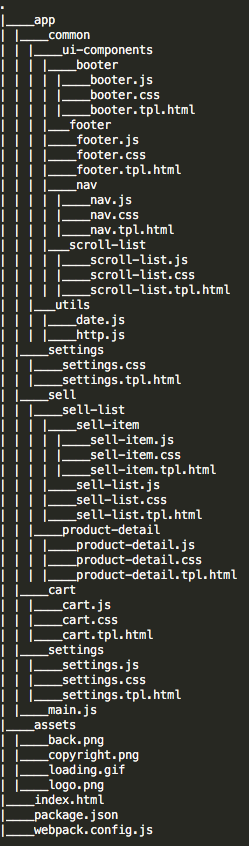 .
|____app
| |____common
| | |____ui-components
| | | |____booter
| | | | |____booter.js
| | | | |____booter.css
| | | | |____booter.tpl.html
| | | |___footer
| | | |____footer.js
| | | |____footer.css
| | | |____footer.tpl.html
| | | |____nav
| | | | |____nav.js
| | | | |____nav.css
| | | | |____nav.tpl.html
| | | |___scroll-list
| | | | |____scroll-list.js
| | | | |____scroll-list.css
| | | | |____scroll-list.tpl.html
| | |___utils
| | | |____date.js
| | | |____http.js
| |____settings
| | |____settings.css
| | |____settings.tpl.html
| |____sell
| | |____sell-list
| | | |____sell-item
| | | | |____sell-item.js
| | | | |____sell-item.css
| | | | |____sell-item.tpl.html
| | | |____sell-list.js
| | | |____sell-list.css
| | | |____sell-list.tpl.html
| | |____product-detail
| | | |____product-detail.js
| | | |____product-detail.css
| | | |____product-detail.tpl.html
| |____cart
| | |____cart.js
| | |____cart.css
| | |____cart.tpl.html
| |____settings
| | |____settings.js
| | |____settings.css
| | |____settings.tpl.html
| |____main.js
|____assets
| |____back.png
| |____copyright.png
| |____loading.gif
| |____logo.png
|____index.html
|____package.json
|____webpack.config.js